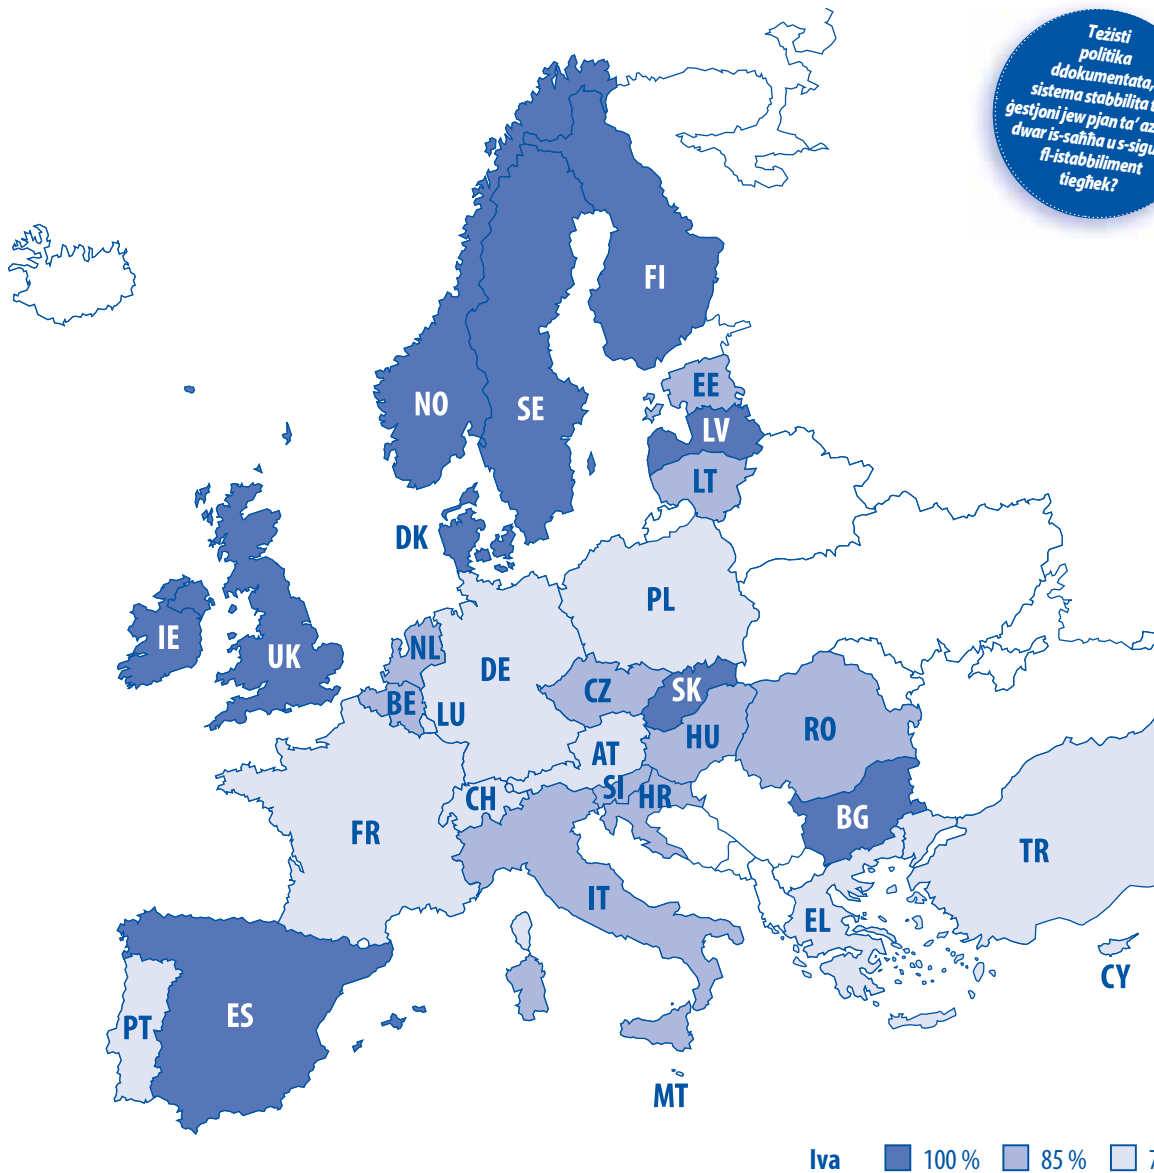 Teżisti
politika
ddokumentata,
sistema stabbilita
ġestjoni jew pjan ta'
dwar is-saħħa u
fl-istabbiliment
tiegħek?
FI
NO
SE
EE
LV
LT
DK
PL
IE
UK
NL
DE
BE
LU
CZ
SK
HU
RO
AT
SI
HR
CH
BG
FR
TR
IT
EL
CY
ES
PT
MT
Iva 100 % 85 %